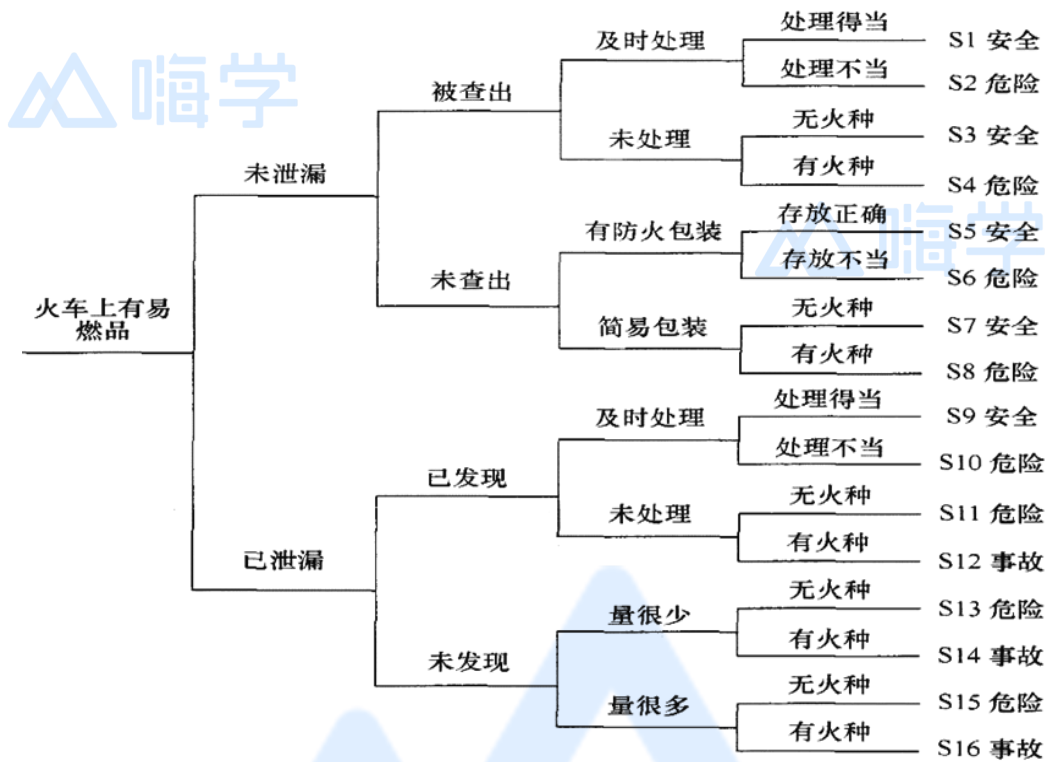 嗨学
处理得当
及时处理
S1 安全
被查出
处理不当
S2 危险
无火种
未处理
S3 安全
未泄漏
有火种
S4 危险
存放正确
有防火包装
S5 安全
嗨学
存放不当
未查出
S6 危险
火车上有易
燃品
无火种
简易包装
S7 安全
有火种
S8 危险
处理得当
及时处理
S9 安全
处理不当
已发现
S10 危险
无火种
未处理
S11 危险
已泄漏
有火种
S12 事故
无火种
量很少
S13 危险
有火种
未发现
S14 事故
无火种
量很多
S15 危险
有火种
S16 事故